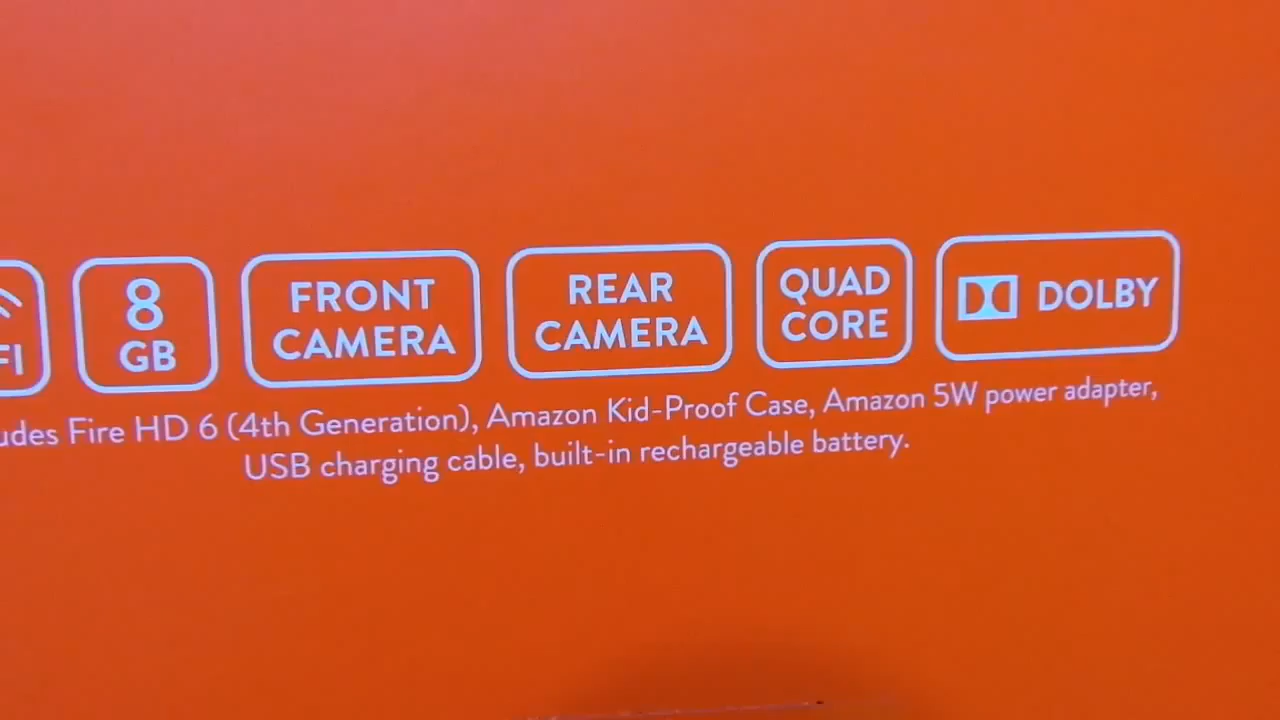 8
GB
FRONT
CAMERA
REAR
CAMERA
QUAD
CORE
DOLBY
Fire HD 6 (4th Generation), Amazon Kid-Proof Case, Amazon 5W power adapter,
USB charging cable, built-in rechargeable battery.